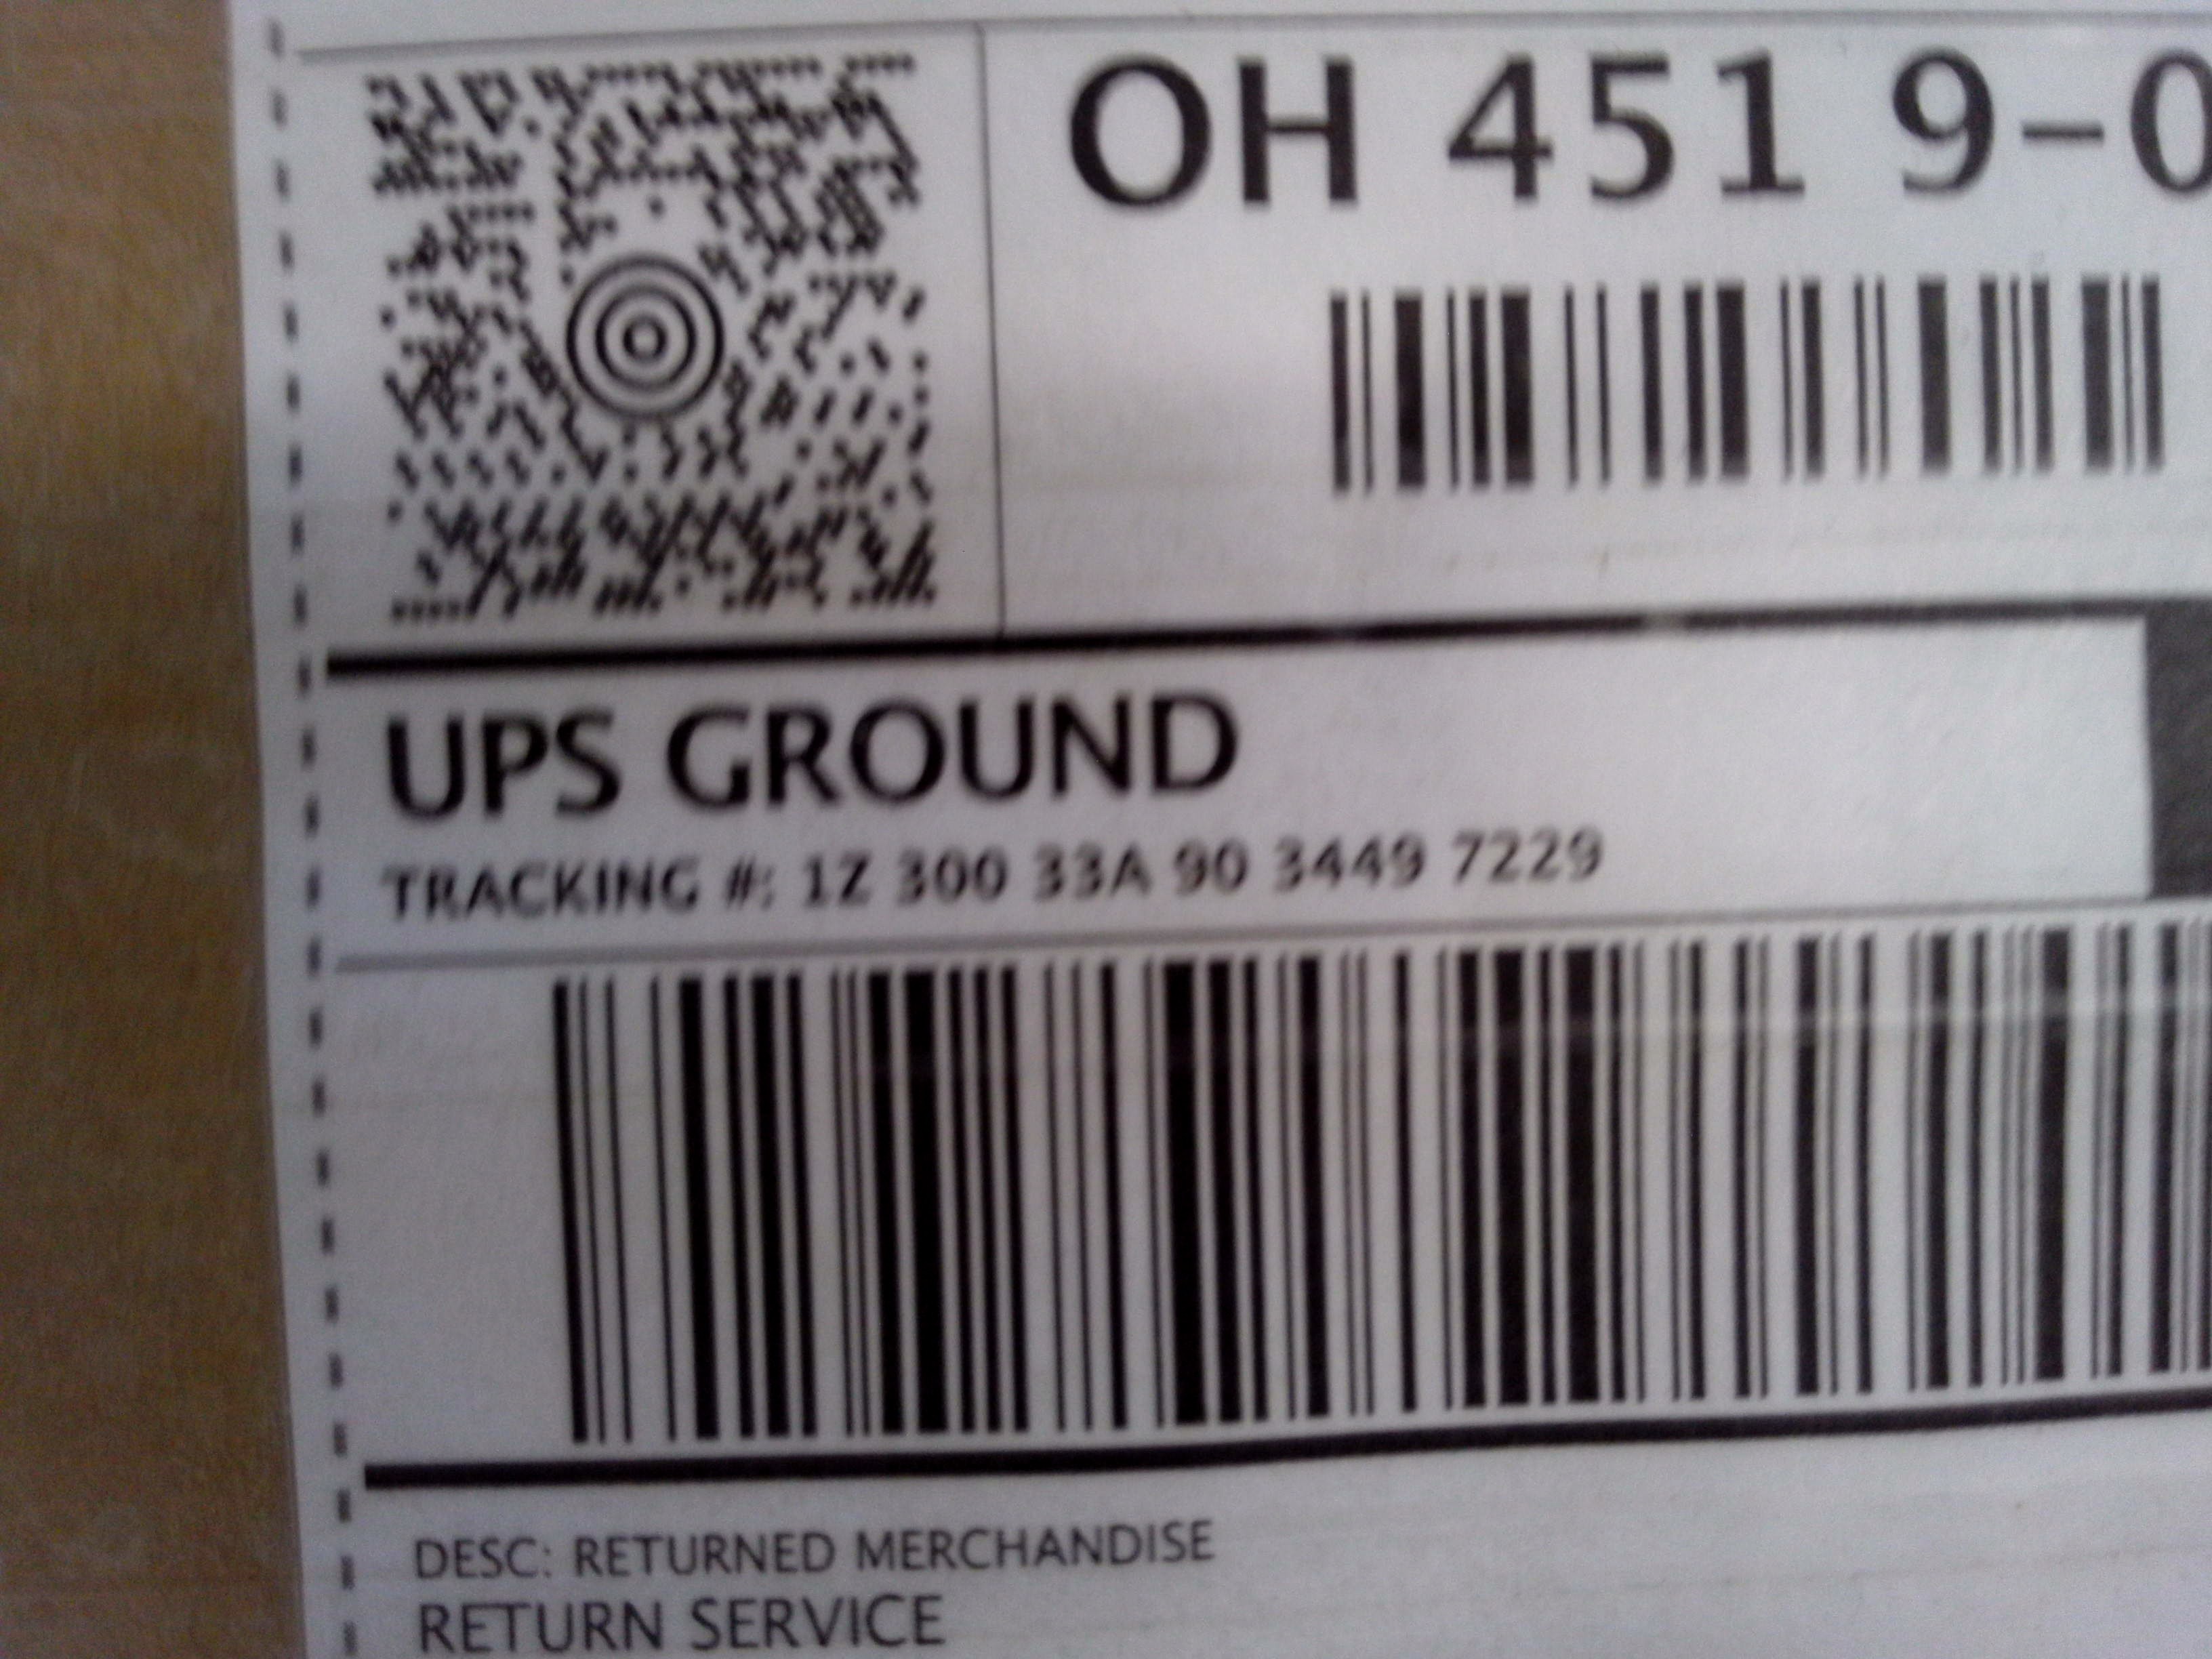 OH 451 9-0
UPS GROUND
TRACKING #: 1Z 300 33A 90 3449 7229
DESC: RETURNED MERCHANDISE
RETURN SERVICE